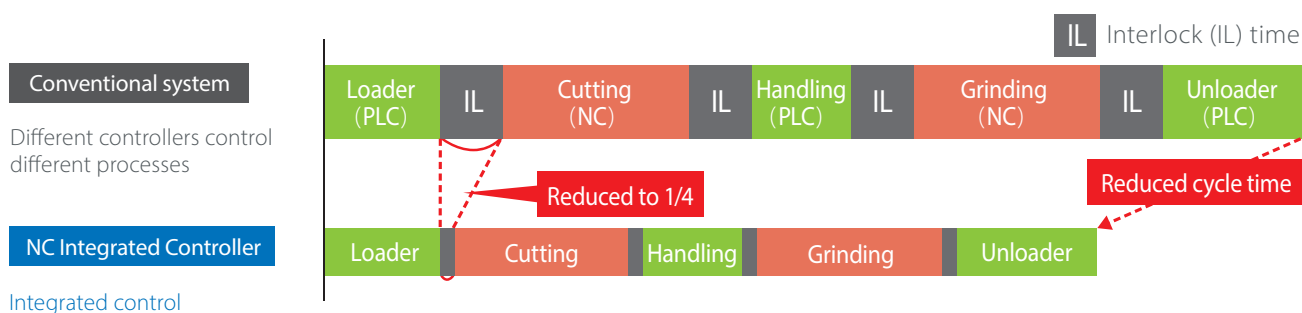 IL Interlock (IL) time
Conventional system
Different controllers control
different processes
Loader
(PLC)
IL
Cutting
(NC)
IL
Handling
(PLC)
IL
Grinding
(NC)
IL
Unloader
(PLC)
Reduced to 1/4
Reduced cycle time
NC Integrated Controller
Integrated control
Loader
Cutting
Handling
Grinding
Unloader